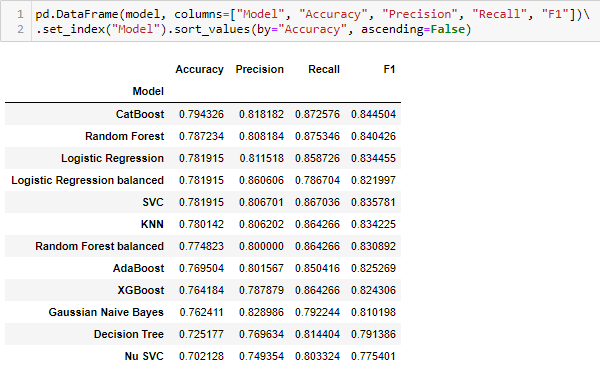 1 pd.DataFrame(model, columns=["Model", "Accuracy", "Precision", "Recall", "F1"])\
2 .set_index("Model").sort_values(by="Accuracy", ascending=False)
Accuracy Precision Recall F1
Model
CatBoost 0.794326 0.818182 0.872576 0.844504
Random Forest 0.787234 0.808184 0.875346 0.840426
Logistic Regression 0.781915 0.811518 0.858726 0.834455
Logistic Regression balanced 0.781915 0.860606 0.786704 0.821997
SVC 0.781915 0.806701 0.867036 0.835781
KNN 0.780142 0.806202 0.864266 0.834225
Random Forest balanced 0.774823 0.800000 0.864266 0.830892
AdaBoost 0.769504 0.801567 0.850416 0.825269
XGBoost 0.764184 0.787879 0.864266 0.824306
Gaussian Naive Bayes 0.762411 0.828986 0.792244 0.810198
Decision Tree 0.725177 0.769634 0.814404 0.791386
Nu SVC 0.702128 0.749354 0.803324 0.775401